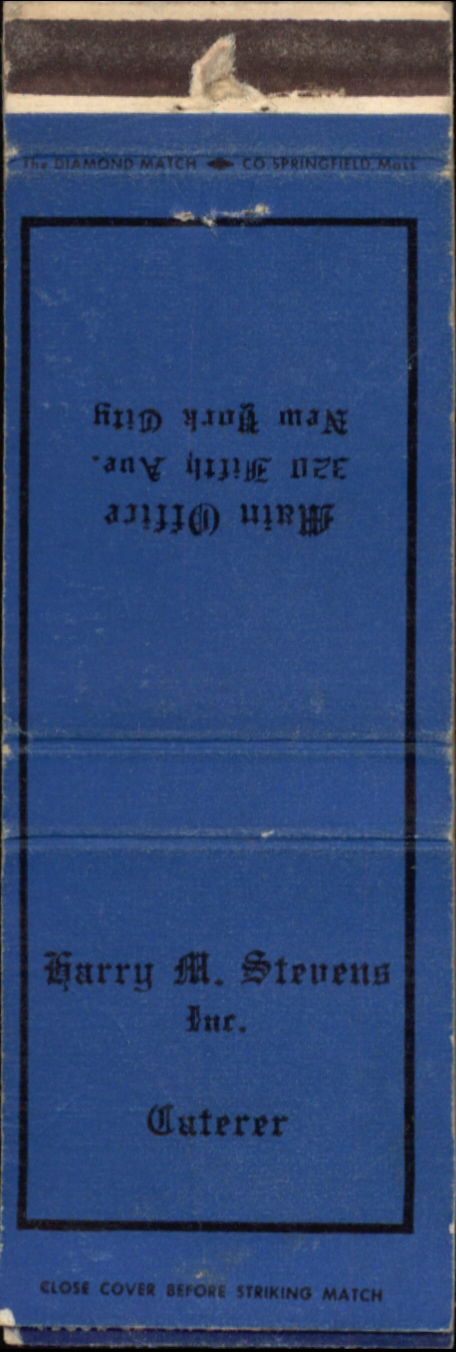 The DIAMOND MATCH CO SPRINGFIELD Mass
Main Office
320 Fifth Ave.
New York City
Harry M. Stevens
Inc.
Caterer
CLOSE COVER BEFORE STRIKING MATCH